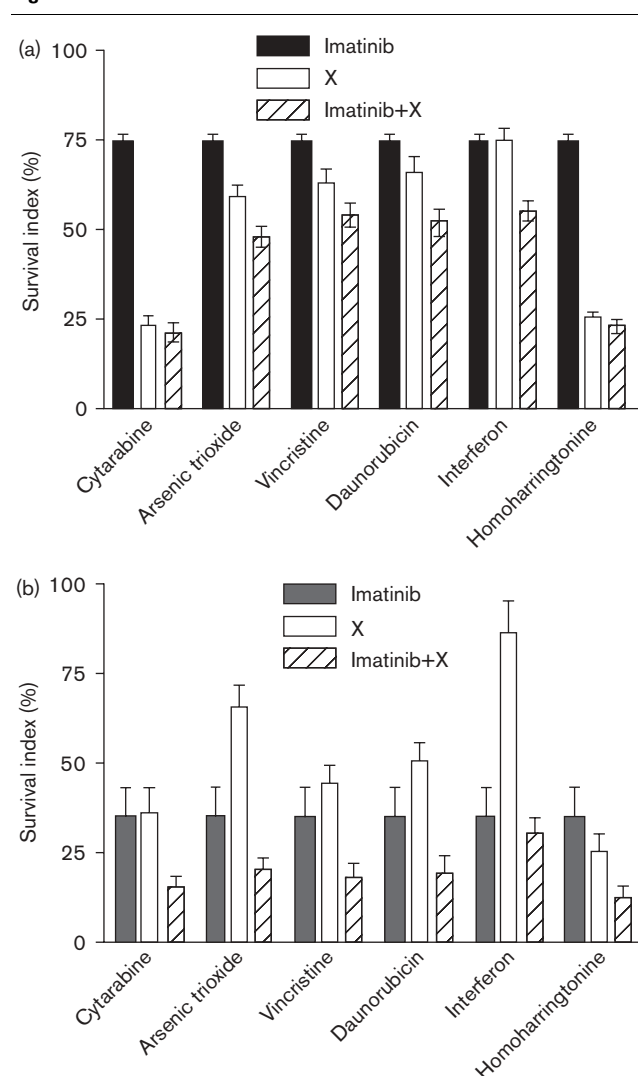 (a)
100
75
50
25
0
Survival index (%)
Imatinib
X
Imatinib+X
Cytarabine
Arsenic trioxide
Vincristine
Daunorubicin
Interferon
Homoharringtonine
(b)
100
75
50
25
0
Survival index (%)
Imatinib
X
Imatinib+X
Cytarabine
Arsenic trioxide
Vincristine
Daunorubicin
Interferon
Homoharringtonine